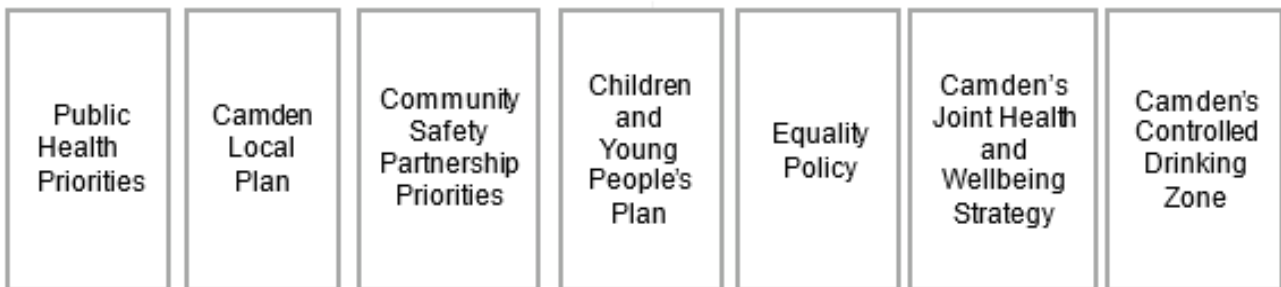 Public
Health
Priorities
Camden
Local
Plan
Community
Safety
Partnership
Priorities
Children
and
Young
People's
Plan
Equality
Policy
Camden's
Joint Health
and
Wellbeing
Strategy
Camden's
Controlled
Drinking
Zone